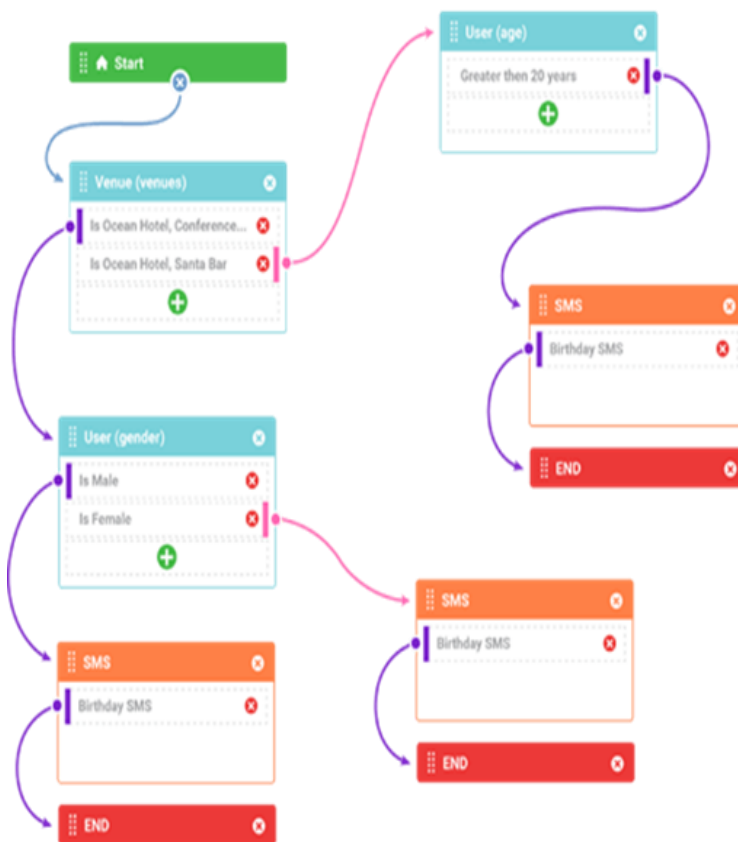 Start
Venue (venues)
Is Ocean Hotel, Conference...
Is Ocean Hotel, Santa Bar
User (gender)
Is Male
Is Female
SMS
Birthday SMS
END
User (age)
Greater then 20 years
SMS
Birthday SMS
END
SMS
Birthday SMS
END